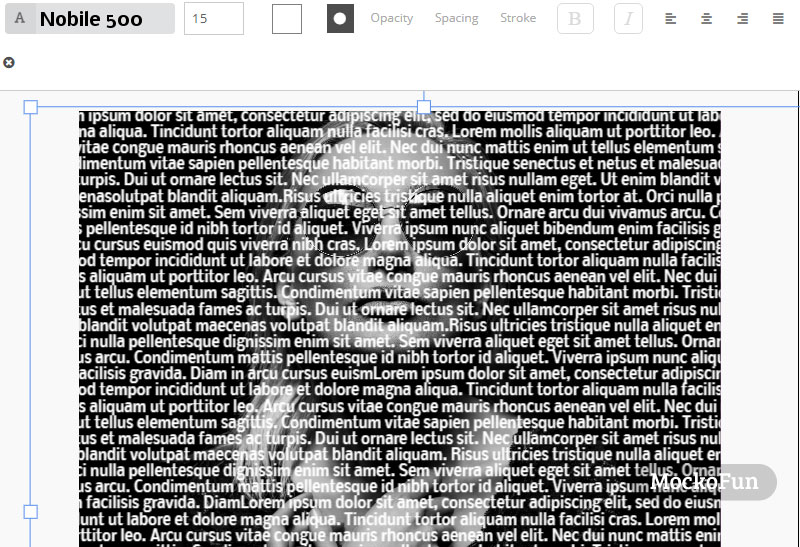 A Nobile 500 15 Opacity Spacing Stroke B I
n ipsum dolor sit amet, consectetur adipiscing elit, sed do eiusmod tempor incididunt ut lab
na aliqua. Tincidunt tortor aliquam nulla facilisi cras. Lorem mollis aliquam ut porttitor leo. A
vitae congue mauris rhoncus aenean vel elit. Nec dui nunc mattis enim ut tellus elementum s
dimentum vitae sapien pellentesque habitant morbi. Tristique senectus et netus et malesuad
turpis. Dui ut ornare lectus sit. Nec ullamcorper sit amet risus nullam eget. Ut enim blandit v
enasolutpat blandit aliquam.Risus ultricies tristique nulla aliquet enim tortor at. Orci nulla p
ssim enim sit amet. Sem viverra aliquet eget sit amet tellus. Ornare arcu dui vivamus arcu. C
s pellentesque id nibh tortor id aliquet. Viverra ipsum nunc aliquet bibendum enim facilisis g
cu cursus euismod quis viverra nibh cras. Lorem ipsum dolor sit amet, consectetur adipiscing
od tempor incididunt ut labore et dolore magna aliqua. Tincidunt tortor aliquam nulla facilis
s aliquam ut porttitor leo. Arcu cursus vitae congue mauris rhoncus aenean vel elit. Nec dui
ut tellus elementum sagittis. Condimentum vitae sapien pellentesque habitant morbi. Tristi
us et malesuada fames ac turpis. Dui ut ornare lectus sit. Nec ullamcorper sit amet risus nul
blandit volutpat maecenas volutpat blandit aliquam.Risus ultricies tristique nulla aliquet en
ci nulla pellentesque dignissim enim sit amet. Sem viverra aliquet eget sit amet tellus. Ornar
us arcu. Condimentum mattis pellentesque id nibh tortor id aliquet. Viverra ipsum nunc aliqu
acilisis gravida. Diam in arcu cursus euismLorem ipsum dolor sit amet, consectetur adipiscin
od tempor incididunt ut labore et dolore magna aliqua. Tincidunt tortor aliquam nulla facilis
s aliquam ut porttitor leo. Arcu cursus vitae congue mauris rhoncus aenean vel elit. Nec dui
ut tellus elementum sagittis. Condimentum vitae sapien pellentesque habitant morbi. Tristi
us et malesuada fames ac turpis. Dui ut ornare lectus sit. Nec ullamcorper sit amet risus nul
blandit volutpat maecenas volutpat blandit aliquam. Risus ultricies tristique nulla aliquet en
ci nulla pellentesque dignissim enim sit amet. Sem viverra aliquet eget sit amet tellus. Ornar
us arcu. Condimentum mattis pellentesque id nibh tortor id aliquet. Viverra ipsum
MockoFun
n facilisis gravida. DiamLorem ipsum dolor sit amet, consectetur adipiscing elit, sed do eiusm
unt ut labore et dolore magna aliqua. Tincidunt tortor aliquam nulla facilisi cras. Lorem mol
ttitor leo. Arcu cursus vitae congue mauris rhoncus aenean vel elit. Nec dui nunc mattis enim